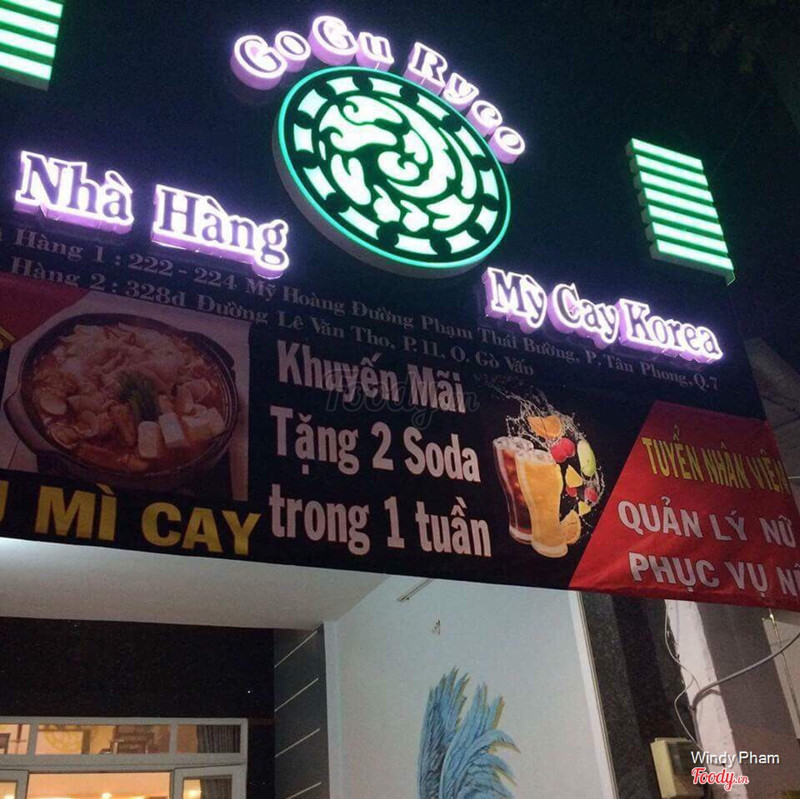 GoGu Ryeo
Nhà Hàng
Mỳ Cay Korea
Hàng 1 : 222 - 224 Mỹ Hoàng Đường Phạm Thái Bường, P. Tân Phong, Q.7
Hàng 2 : 328d Đường Lê Văn Thọ, P. 11, Q. Gò Vấp
Khuyến Mãi
Tặng 2 Soda
trong 1 tuần
MÌ CAY
TUYỂN NHÂN VIÊN
QUẢN LÝ NỮ
PHỤC VỤ
Foody.vn
Windy Pham
Foody.vn